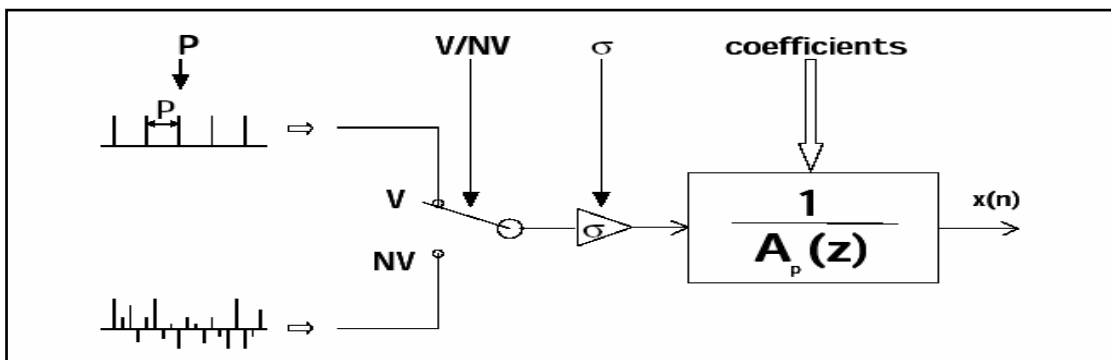 P V/NV σ coefficients
P
V
σ
1
A_p(z)
x(n)
NV